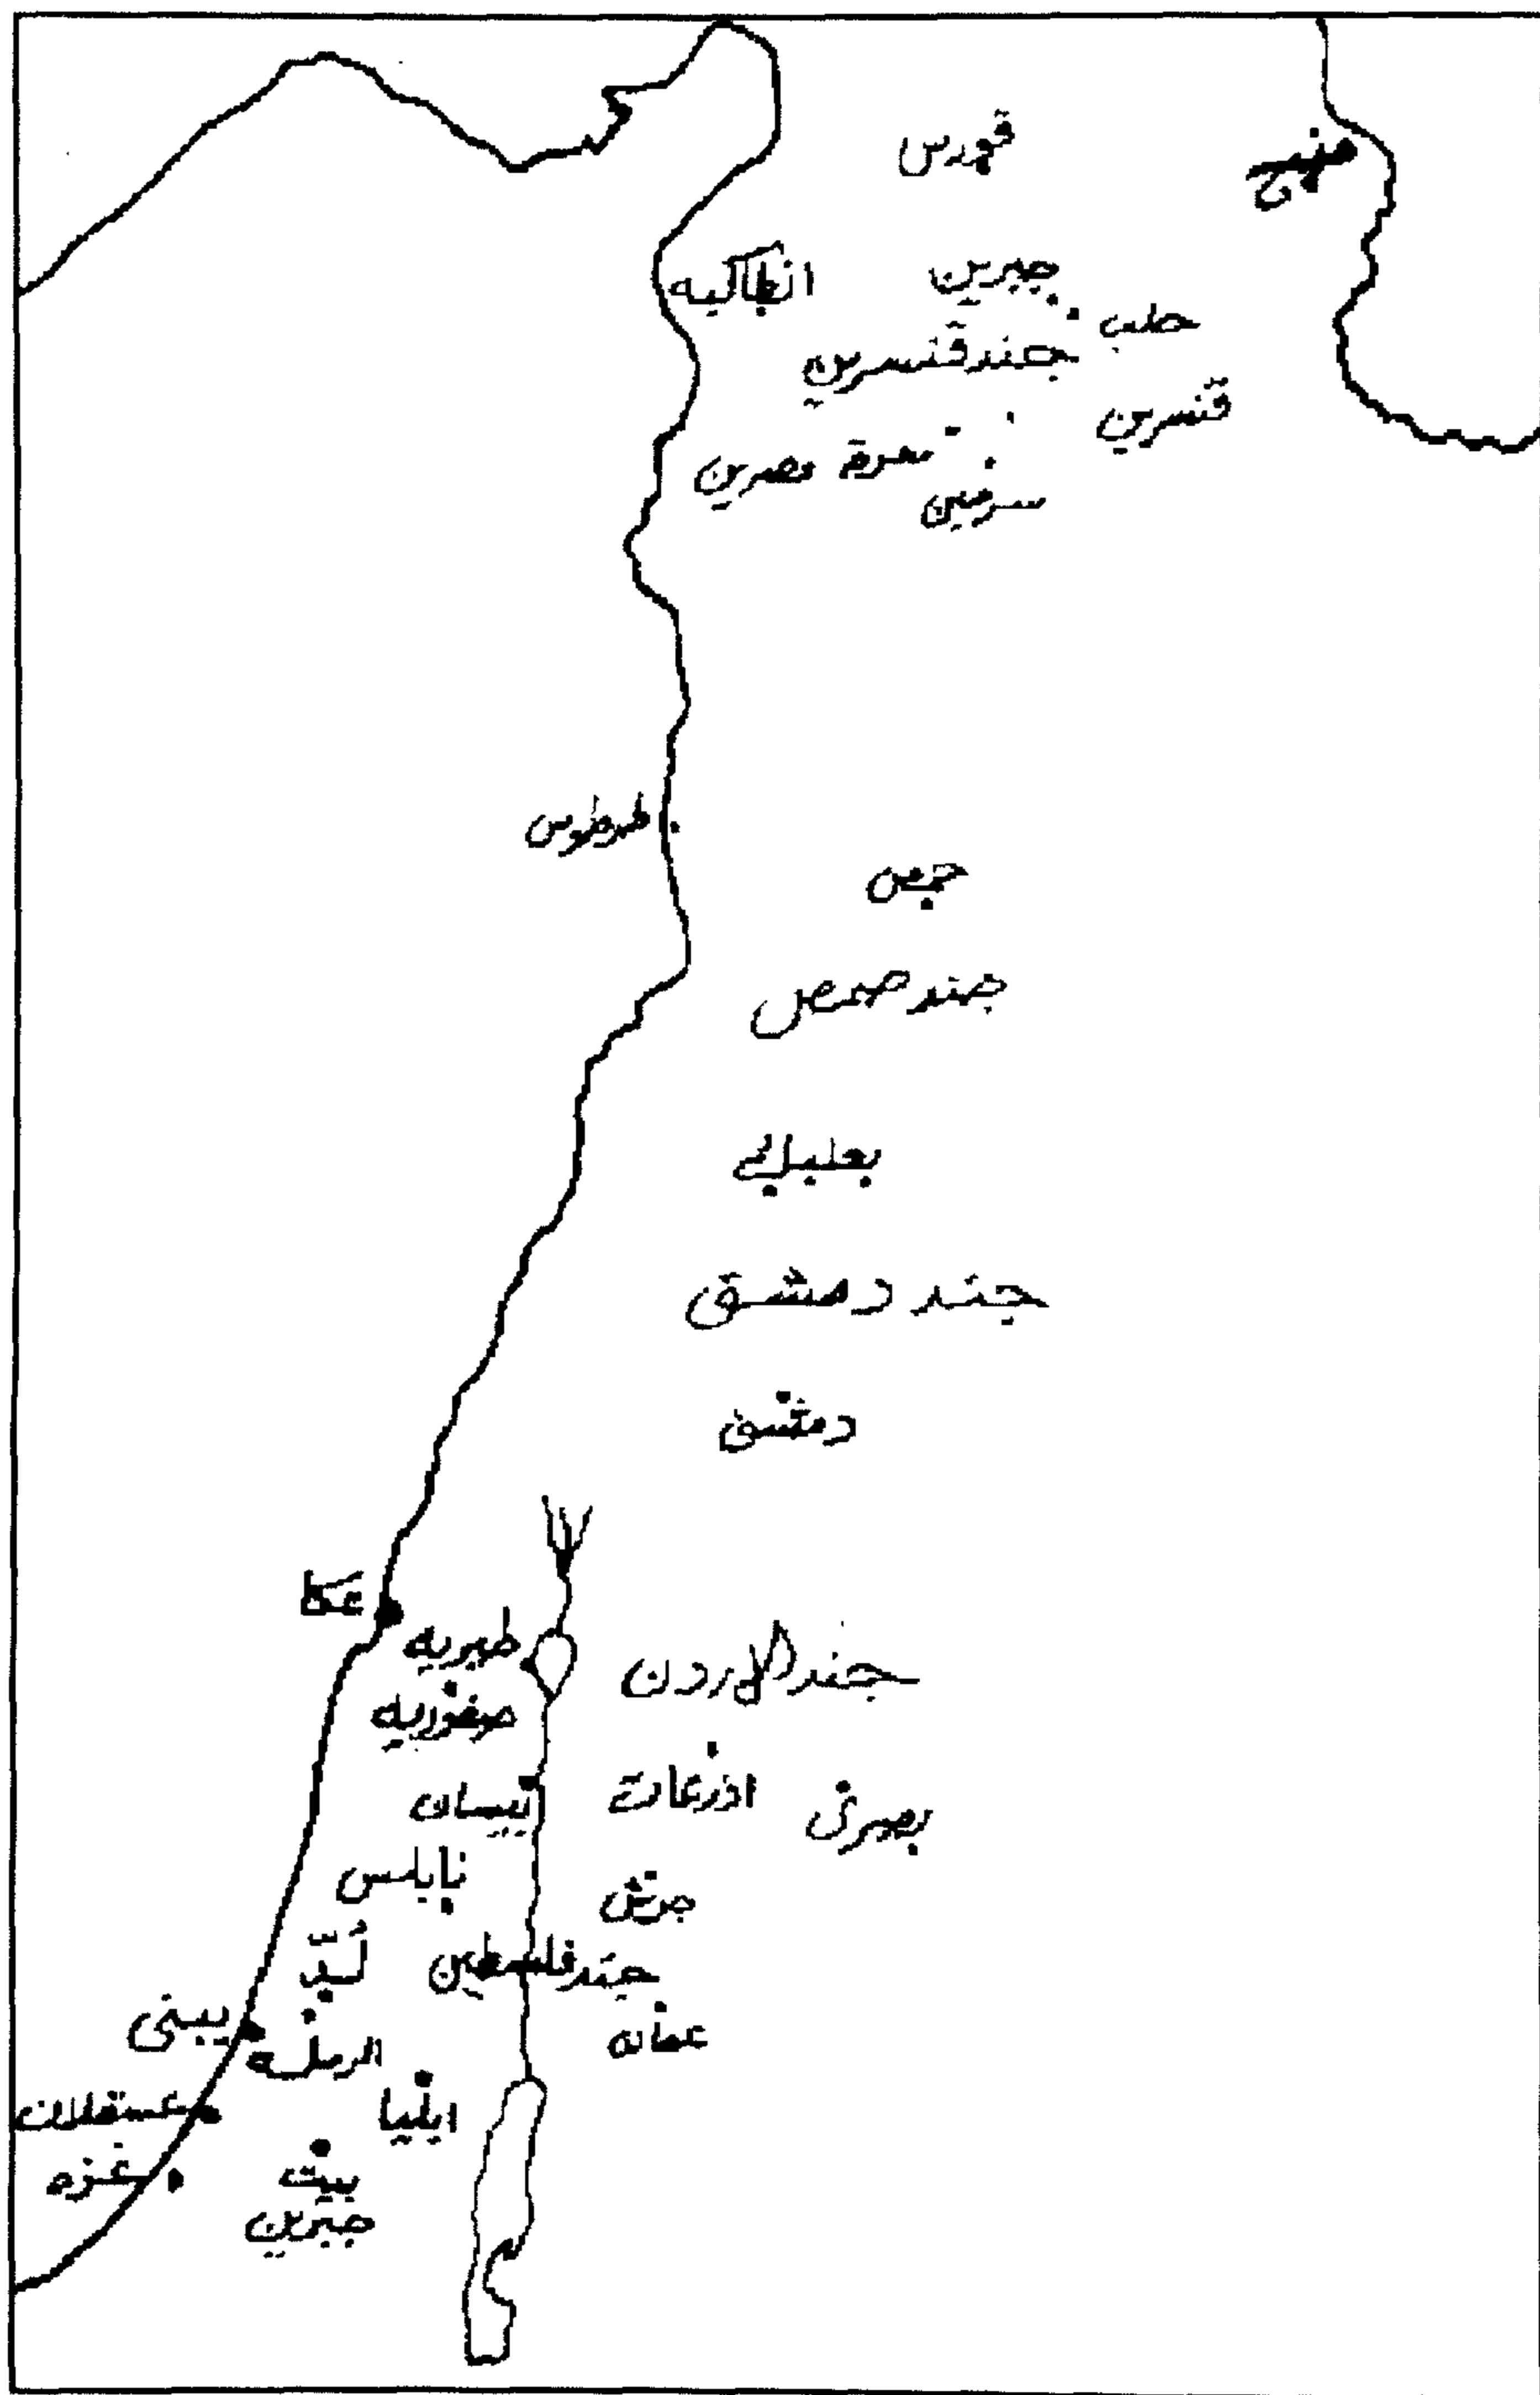 قورس
منبج
جبرين
انطاكيه
حلب
جند قنسرين
قنسرين
معرة مصرين
سرمين
طرطوس
حمص
جند حمص
بعلبك
جند دمشق
دمشق
عكا
طبريه
جند الاردن
صفوريه
اذرعات
بيسان
بصرى
نابلس
جرش
لُدّ
جند فلسطين
يبنى
عمان
الرمله
ايليا
عسقلان
غزه
بيت
جبرين